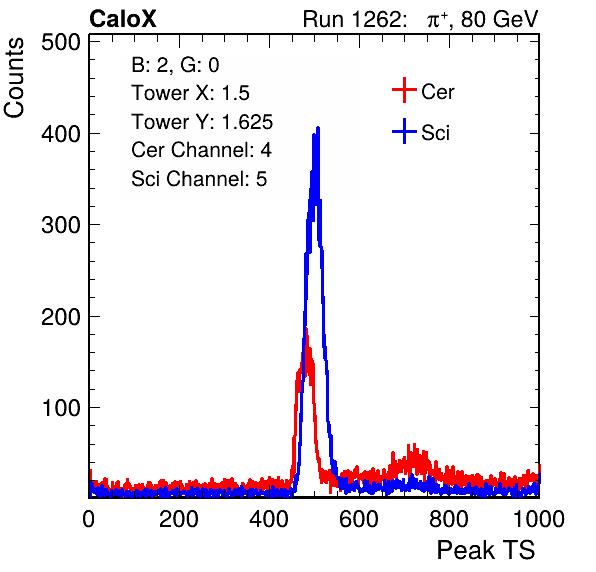 CaloX Run 1262: π⁺, 80 GeV
B: 2, G: 0
Tower X: 1.5
Tower Y: 1.625
Cer Channel: 4
Sci Channel: 5
Cer
Sci
Counts
500
400
300
200
100
0 200 400 600 800 1000
Peak TS